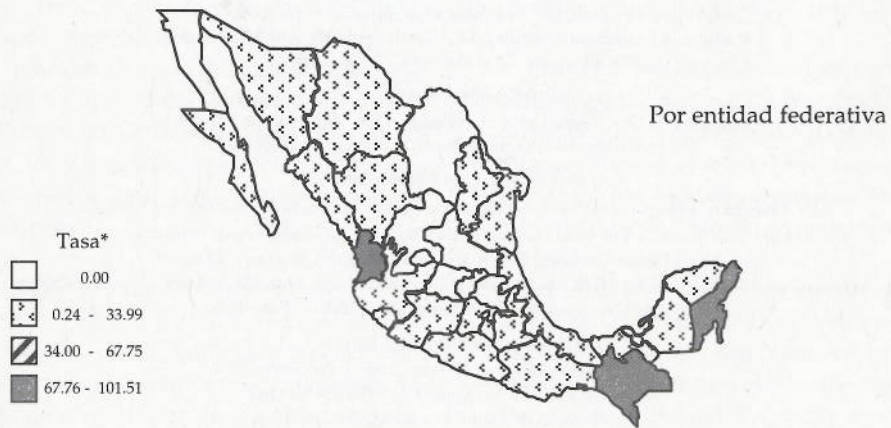 Por entidad federativa
Tasa*
0.00
0.24 - 33.99
34.00 - 67.75
67.76 - 101.51